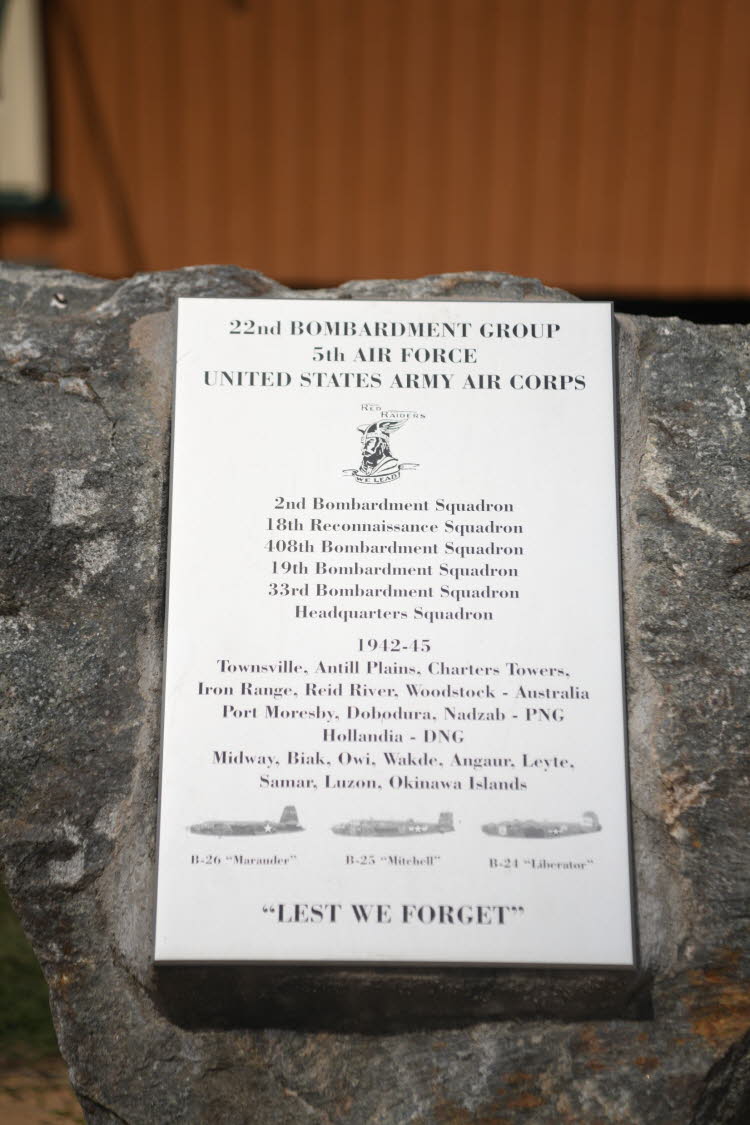 22nd BOMBARDMENT GROUP
5th AIR FORCE
UNITED STATES ARMY AIR CORPS
RED
RAIDERS
WE LEAD
2nd Bombardment Squadron
18th Reconnaissance Squadron
408th Bombardment Squadron
19th Bombardment Squadron
33rd Bombardment Squadron
Headquarters Squadron
1942-45
Townsville, Antill Plains, Charters Towers,
Iron Range, Reid River, Woodstock - Australia
Port Moresby, Dobodura, Nadzab - PNG
Hollandia - DNG
Midway, Biak, Owi, Wakde, Angaur, Leyte,
Samar, Luzon, Okinawa Islands
B-26 "Marauder" B-25 "Mitchell" B-24 "Liberator"
"LEST WE FORGET"